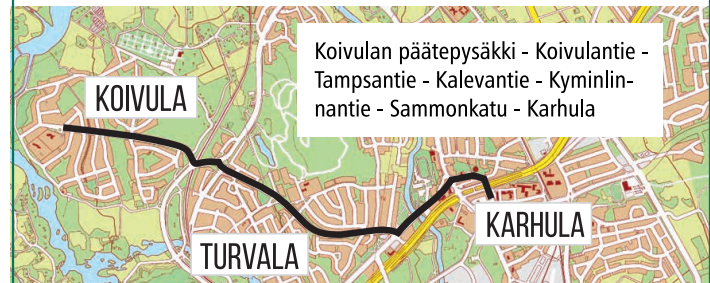 Koivulan päätepysäkki - Koivulantie -
Tampsantie - Kalevantie - Kyminlin-
nantie - Sammonkatu - Karhula
KOIVULA
KARHULA
TURVALA